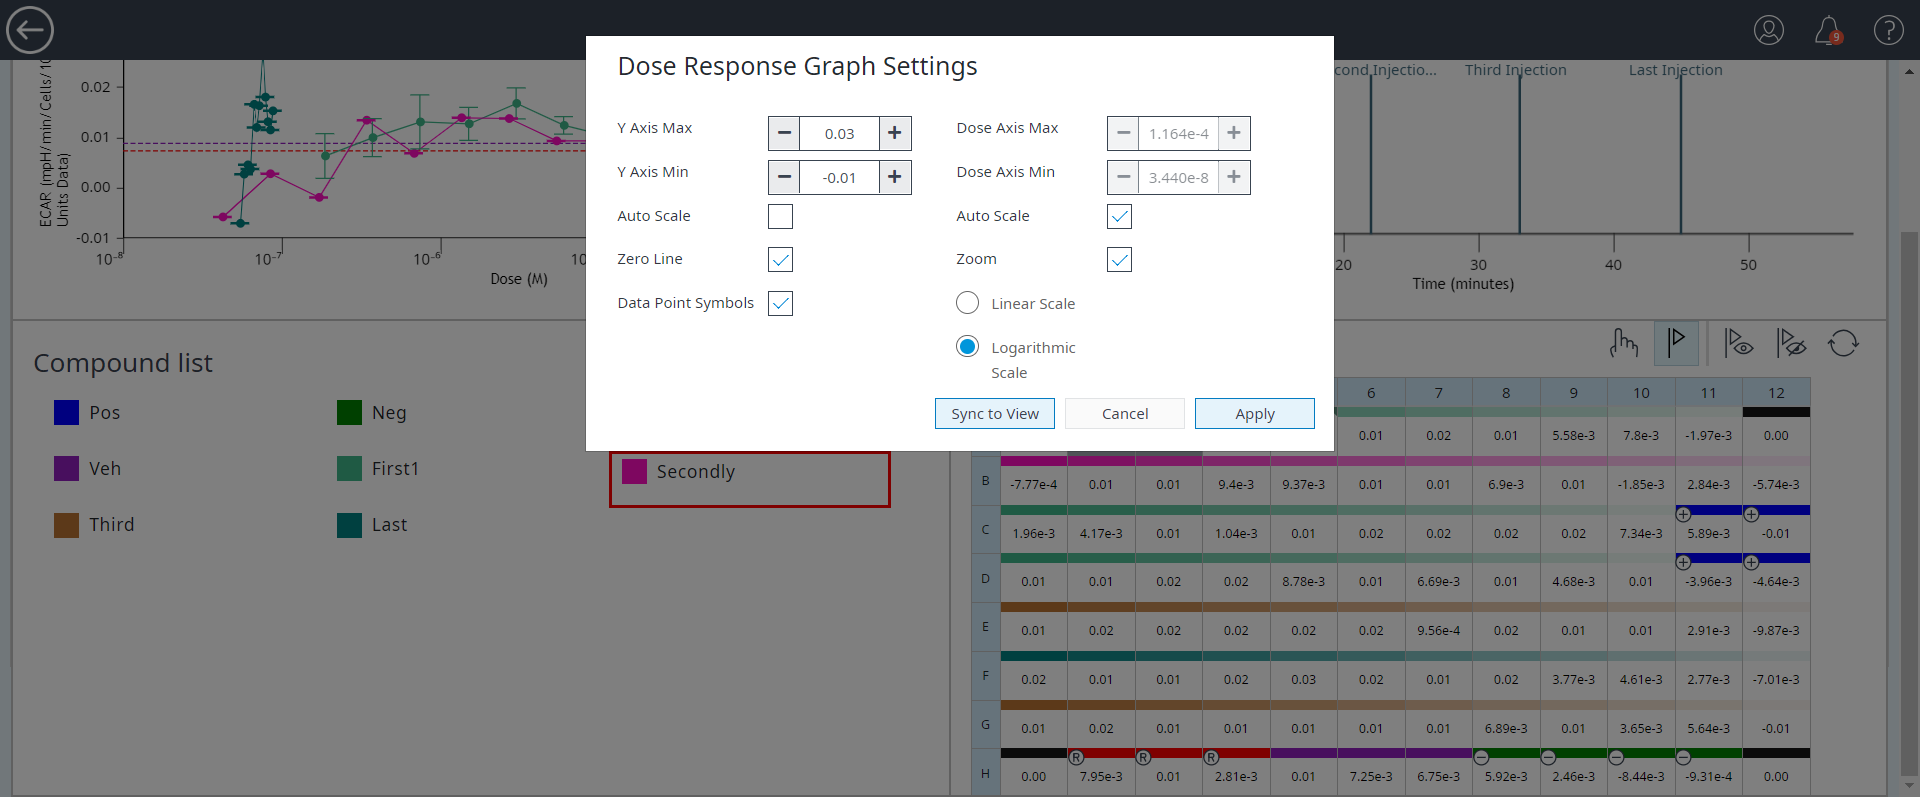 9
?
Dose Response Graph Settings
Y Axis Max
0.03
Dose Axis Max
1.164e-4
Y Axis Min
-0.01
Dose Axis Min
3.440e-8
Auto Scale
Auto Scale
Zero Line
Zoom
Data Point Symbols
Linear Scale
Logarithmic
Scale
Sync to View
Cancel
Apply
ECAR (mpH/min/Cells/10
Units Data)
0.02
0.01
0.00
-0.01
10⁻⁸
10⁻⁷
10⁻⁶
10
Dose (M)
cond Injectio...
Third Injection
Last Injection
20
30
40
50
Time (minutes)
Compound list
Pos
Neg
Veh
First1
Secondly
Third
Last
6 7 8 9 10 11 12
0.01 0.02 0.01 5.58e-3 7.8e-3 -1.97e-3 0.00
B -7.77e-4 0.01 0.01 9.4e-3 9.37e-3 0.01 0.01 6.9e-3 0.01 -1.85e-3 2.84e-3 -5.74e-3
C 1.96e-3 4.17e-3 0.01 1.04e-3 0.01 0.02 0.02 0.02 0.02 7.34e-3 5.89e-3 -0.01
D 0.01 0.01 0.02 0.02 8.78e-3 0.01 6.69e-3 0.01 4.68e-3 0.01 -3.96e-3 -4.64e-3
E 0.01 0.02 0.02 0.02 0.02 0.02 9.56e-4 0.02 0.01 0.01 2.91e-3 -9.87e-3
F 0.02 0.01 0.01 0.02 0.03 0.02 0.01 0.02 3.77e-3 4.61e-3 2.77e-3 -7.01e-3
G 0.01 0.02 0.01 0.01 0.01 0.01 0.01 6.89e-3 0.01 3.65e-3 5.64e-3 -0.01
R R R
H 0.00 7.95e-3 0.01 2.81e-3 0.01 7.25e-3 6.75e-3 5.92e-3 2.46e-3 -8.44e-3 -9.31e-4 0.00